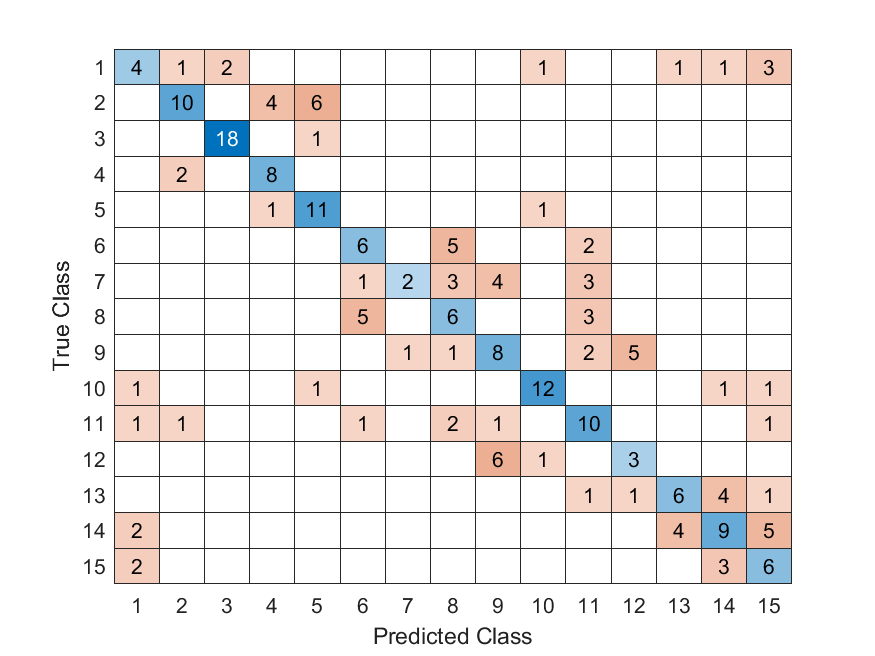 1 4 1 2 1 1 1 3
2 10 4 6
3 18 1
4 2 8
5 1 11 1
6 6 5 2
7 1 2 3 4 3
8 5 6 3
9 1 1 8 2 5
10 1 1 12 1 1
11 1 1 1 2 1 10 1
12 6 1 3
13 1 1 6 4 1
14 2 4 9 5
15 2 3 6
1 2 3 4 5 6 7 8 9 10 11 12 13 14 15
Predicted Class
True Class